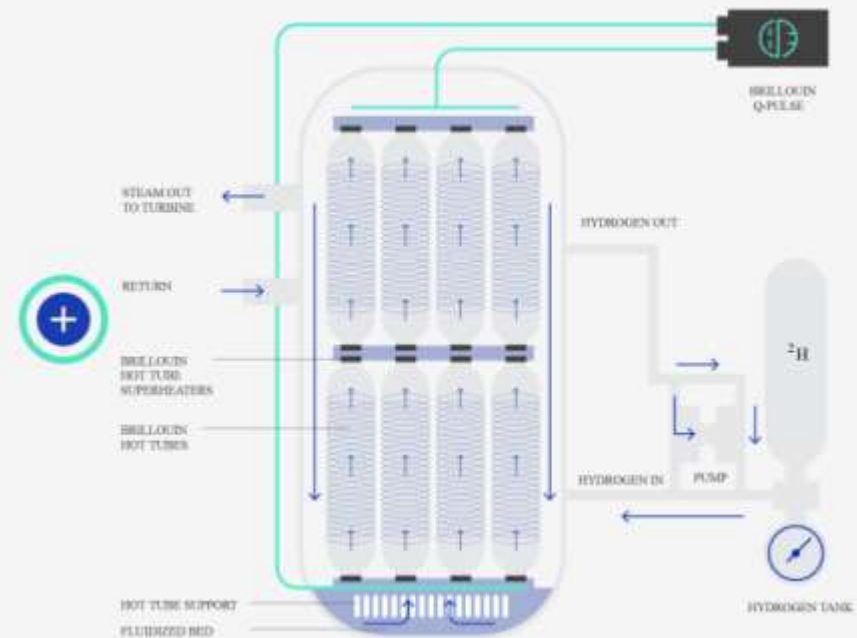 BRILLOUIN
Q-PULSE
STEAM OUT
TO TURBINE
HYDROGEN OUT
RETURN
²H
BRILLOUIN
HOT TUBE
SUPERHEATERS
BRILLOUIN
HOT TUBES
HYDROGEN IN
PUMP
HOT TUBE SUPPORT
HYDROGEN TANK
FLUIDIZED BED